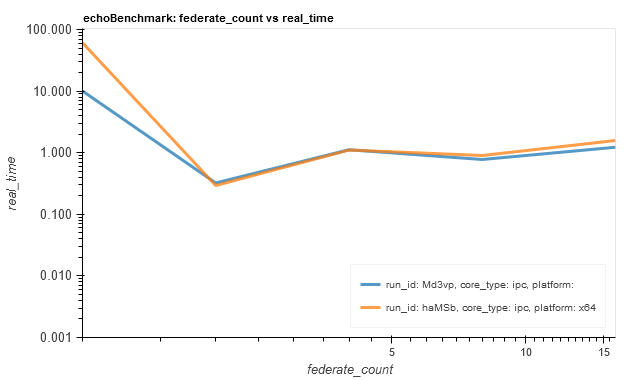 echoBenchmark: federate_count vs real_time
100.000
10.000
1.000
0.100
0.010
0.001
real_time
run_id: Md3vp, core_type: ipc, platform:
run_id: haMSb, core_type: ipc, platform: x64
5
10
15
federate_count